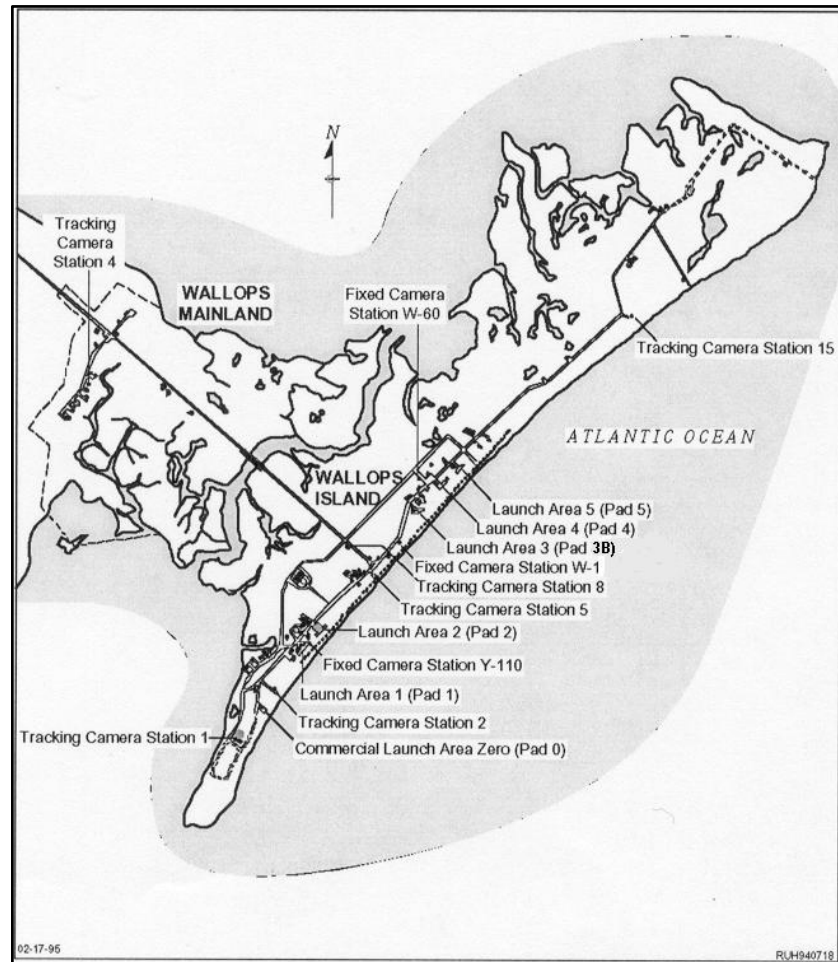 N
Tracking
Camera
Station 4
WALLOPS
MAINLAND
Fixed Camera
Station W-60
Tracking Camera Station 15
ATLANTIC OCEAN
WALLOPS
ISLAND
Launch Area 5 (Pad 5)
Launch Area 4 (Pad 4)
Launch Area 3 (Pad 3B)
Fixed Camera Station W-1
Tracking Camera Station 8
Tracking Camera Station 5
Launch Area 2 (Pad 2)
Fixed Camera Station Y-110
Launch Area 1 (Pad 1)
Tracking Camera Station 2
Tracking Camera Station 1
Commercial Launch Area Zero (Pad 0)
02-17-95
RUH940718